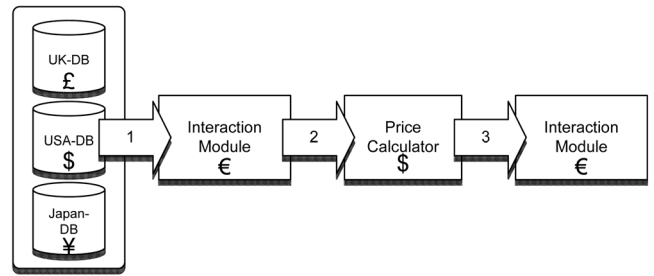 UK-DB
£
USA-DB
$
Japan-
DB
¥
1
Interaction
Module
€
2
Price
Calculator
$
3
Interaction
Module
€